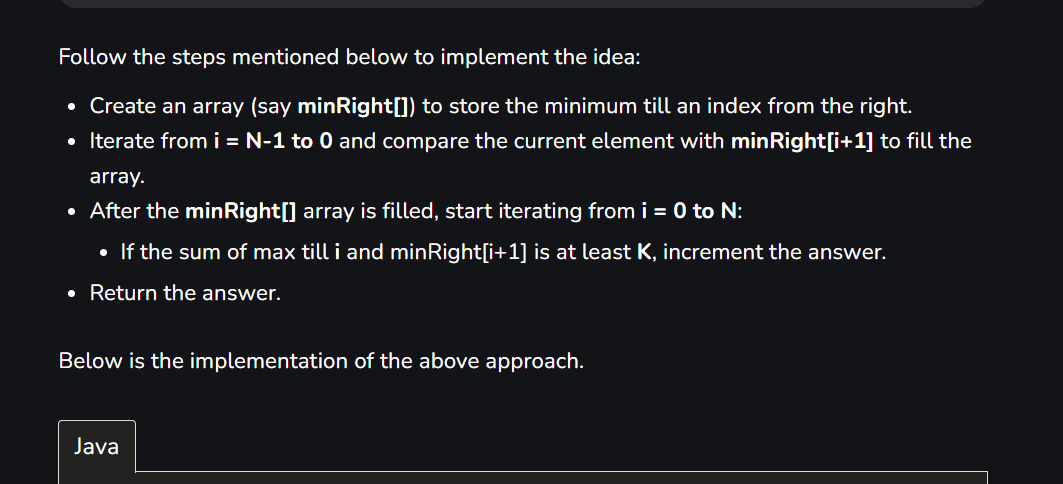 Follow the steps mentioned below to implement the idea:
• Create an array (say minRight[]) to store the minimum till an index from the right.
• Iterate from i = N-1 to 0 and compare the current element with minRight[i+1] to fill the
array.
• After the minRight[] array is filled, start iterating from i = 0 to N:
• If the sum of max till i and minRight[i+1] is at least K, increment the answer.
• Return the answer.
Below is the implementation of the above approach.
Java